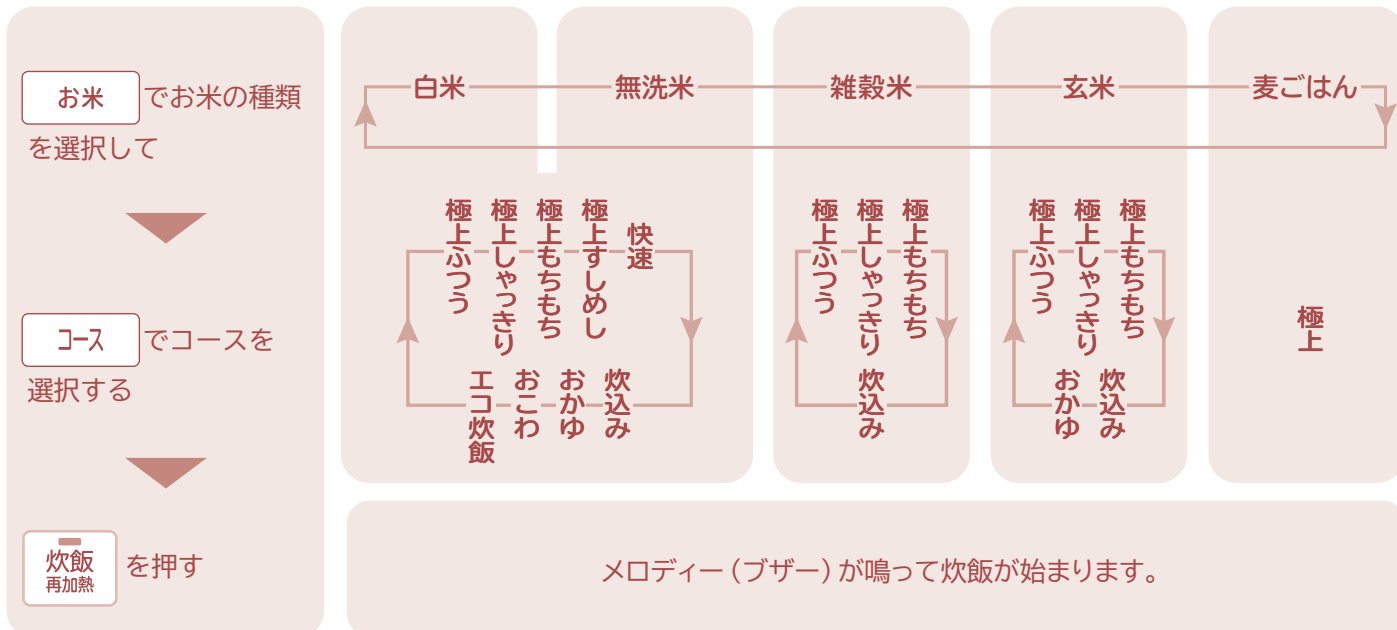 お米 でお米の種類
を選択して
コース でコースを
選択する
炊飯
再加熱
を押す
白米 無洗米 雑穀米 玄米 麦ごはん
極上ふつう
極上しゃっきり
極上もちもち
極上すしめし
快速
エコ炊飯
おこわ
おかゆ
炊込み
極上ふつう
極上しゃっきり
極上もちもち
炊込み
極上ふつう
極上しゃっきり
極上もちもち
おかゆ
炊込み
極上
メロディー(ブザー)が鳴って炊飯が始まります。